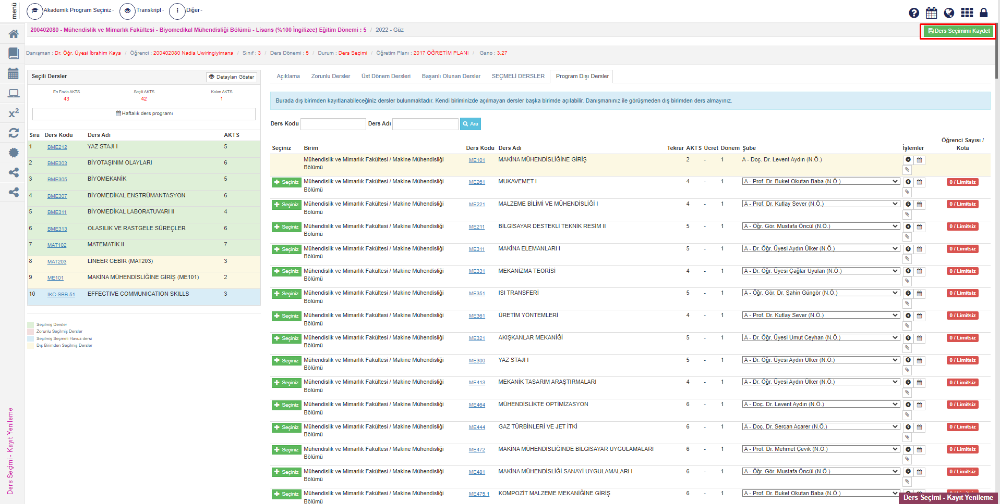 menü
Akademik Program Seçiniz -
Transkript -
Diğer -
200402080 - Mühendislik ve Mimarlık Fakültesi - Biyomedikal Mühendisliği Bölümü - Lisans (%100 İngilizce) Eğitim Dönemi : 5 / 2022 - Güz
Ders Seçimimi Kaydet
Danışman : Dr. Öğr. Üyesi İbrahim Kaya / Öğrenci : 200402080 Nadia Uwiringiyimana / Sınıf : 3 / Ders Dönemi : 5 / Durum : Ders Seçimi / Öğretim Planı : 2017 ÖĞRETİM PLANI / Gano : 3,27
Seçili Dersler
Detayları Göster
En Fazla AKTS Seçili AKTS Kalan AKTS
43 42 1
Haftalık ders programı
Sıra Ders Kodu Ders Adı AKTS
1 BME212 YAZ STAJI I 5
2 BME303 BİYOTAŞINIM OLAYLARI 6
3 BME305 BİYOMEKANİK 5
4 BME307 BİYOMEDİKAL ENSTRÜMANTASYON 6
5 BME311 BİYOMEDİKAL LABORATUVARI II 4
6 BME313 OLASILIK VE RASTGELE SÜREÇLER 6
7 MAT102 MATEMATİK II 7
8 MAT203 LİNEER CEBİR (MAT203) 3
9 ME101 MAKİNA MÜHENDİSLİĞİNE GİRİŞ (ME101) 2
10 IKC-SBB.51 EFFECTIVE COMMUNICATION SKILLS 3
Seçilmiş Dersler
Zorunlu Seçilmiş Dersler
Seçilmiş Seçmeli Havuz dersi
Dış Birimden Seçilmiş Dersler
Açıklama Zorunlu Dersler Üst Dönem Dersleri Başarılı Olunan Dersler SEÇMELİ DERSLER Program Dışı Dersler
Burada dış birimden kayıtlanabileceğiniz dersler bulunmaktadır. Kendi biriminizde açılmayan dersler başka birimde açılabilir. Danışmanınız ile görüşmeden dış birimden ders almayınız.
Ders Kodu Ders Adı Ara
Seçiniz Birim Ders Kodu Ders Adı Tekrar AKTS Ücret Dönem Şube İşlemler Öğrenci Sayısı / Kota
Mühendislik ve Mimarlık Fakültesi / Makine Mühendisliği Bölümü ME101 MAKİNA MÜHENDİSLİĞİNE GİRİŞ 2 - 1 A - Doç. Dr. Levent Aydın (N.Ö.)
Seçiniz Mühendislik ve Mimarlık Fakültesi / Makine Mühendisliği Bölümü ME261 MUKAVEMET I 4 - 1 A - Prof. Dr. Buket Okutan Baba (N.Ö.) 0 / Limitsiz
Seçiniz Mühendislik ve Mimarlık Fakültesi / Makine Mühendisliği Bölümü ME221 MALZEME BİLİMİ VE MÜHENDİSLİĞİ I 4 - 1 A - Prof. Dr. Kutlay Sever (N.Ö.) 0 / Limitsiz
Seçiniz Mühendislik ve Mimarlık Fakültesi / Makine Mühendisliği Bölümü ME211 BİLGİSAYAR DESTEKLİ TEKNİK RESİM II 5 - 1 A - Öğr. Gör. Mustafa Öncül (N.Ö.) 0 / Limitsiz
Seçiniz Mühendislik ve Mimarlık Fakültesi / Makine Mühendisliği Bölümü ME311 MAKİNA ELEMANLARI I 5 - 1 A - Dr. Öğr. Üyesi Aydın Ülker (N.Ö.) 0 / Limitsiz
Seçiniz Mühendislik ve Mimarlık Fakültesi / Makine Mühendisliği Bölümü ME331 MEKANİZMA TEORİSİ 4 - 1 A - Dr. Öğr. Üyesi Çağlar Uyulan (N.Ö.) 0 / Limitsiz
Seçiniz Mühendislik ve Mimarlık Fakültesi / Makine Mühendisliği Bölümü ME351 ISI TRANSFERİ 5 - 1 A - Öğr. Gör. Dr. Şahin Güngör (N.Ö.) 0 / Limitsiz
Seçiniz Mühendislik ve Mimarlık Fakültesi / Makine Mühendisliği Bölümü ME361 ÜRETİM YÖNTEMLERİ 4 - 1 A - Prof. Dr. Kutlay Sever (N.Ö.) 0 / Limitsiz
Seçiniz Mühendislik ve Mimarlık Fakültesi / Makine Mühendisliği Bölümü ME321 AKIŞKANLAR MEKANİĞİ 5 - 1 A - Dr. Öğr. Üyesi Umut Ceyhan (N.Ö.) 0 / Limitsiz
Seçiniz Mühendislik ve Mimarlık Fakültesi / Makine Mühendisliği Bölümü ME300 YAZ STAJI I 5 - 1 A - Dr. Öğr. Üyesi Aydın Ülker (N.Ö.) 0 / Limitsiz
Seçiniz Mühendislik ve Mimarlık Fakültesi / Makine Mühendisliği Bölümü ME413 MEKANİK TASARIM ARAŞTIRMALARI 4 - 1 A - Dr. Öğr. Üyesi Aydın Ülker (N.Ö.) 0 / Limitsiz
Seçiniz Mühendislik ve Mimarlık Fakültesi / Makine Mühendisliği Bölümü ME464 MÜHENDİSLİKTE OPTİMİZASYON 6 - 1 A - Doç. Dr. Levent Aydın (N.Ö.) 0 / Limitsiz
Seçiniz Mühendislik ve Mimarlık Fakültesi / Makine Mühendisliği Bölümü ME444 GAZ TÜRBİNLERİ VE JET İTKİ 6 - 1 A - Doç. Dr. Sercan Acarer (N.Ö.) 0 / Limitsiz
Seçiniz Mühendislik ve Mimarlık Fakültesi / Makine Mühendisliği Bölümü ME472 MAKİNA MÜHENDİSLİĞİNDE BİLGİSAYAR UYGULAMALARI 6 - 1 A - Prof. Dr. Mehmet Çevik (N.Ö.) 0 / Limitsiz
Seçiniz Mühendislik ve Mimarlık Fakültesi / Makine Mühendisliği Bölümü ME481 MAKİNA MÜHENDİSLİĞİ SANAYİ UYGULAMALARI I 6 - 1 A - Öğr. Gör. Mustafa Öncül (N.Ö.) 0 / Limitsiz
Seçiniz Mühendislik ve Mimarlık Fakültesi / Makine Mühendisliği Bölümü ME475.1 KOMPOZİT MALZEME MEKANİĞİNE GİRİŞ 6 - 1 A - Prof. Dr. Buket Okutan Baba (N.Ö.)
Ders Seçimi - Kayıt Yenileme
x²
Ders Seçimi - Kayıt Yenileme